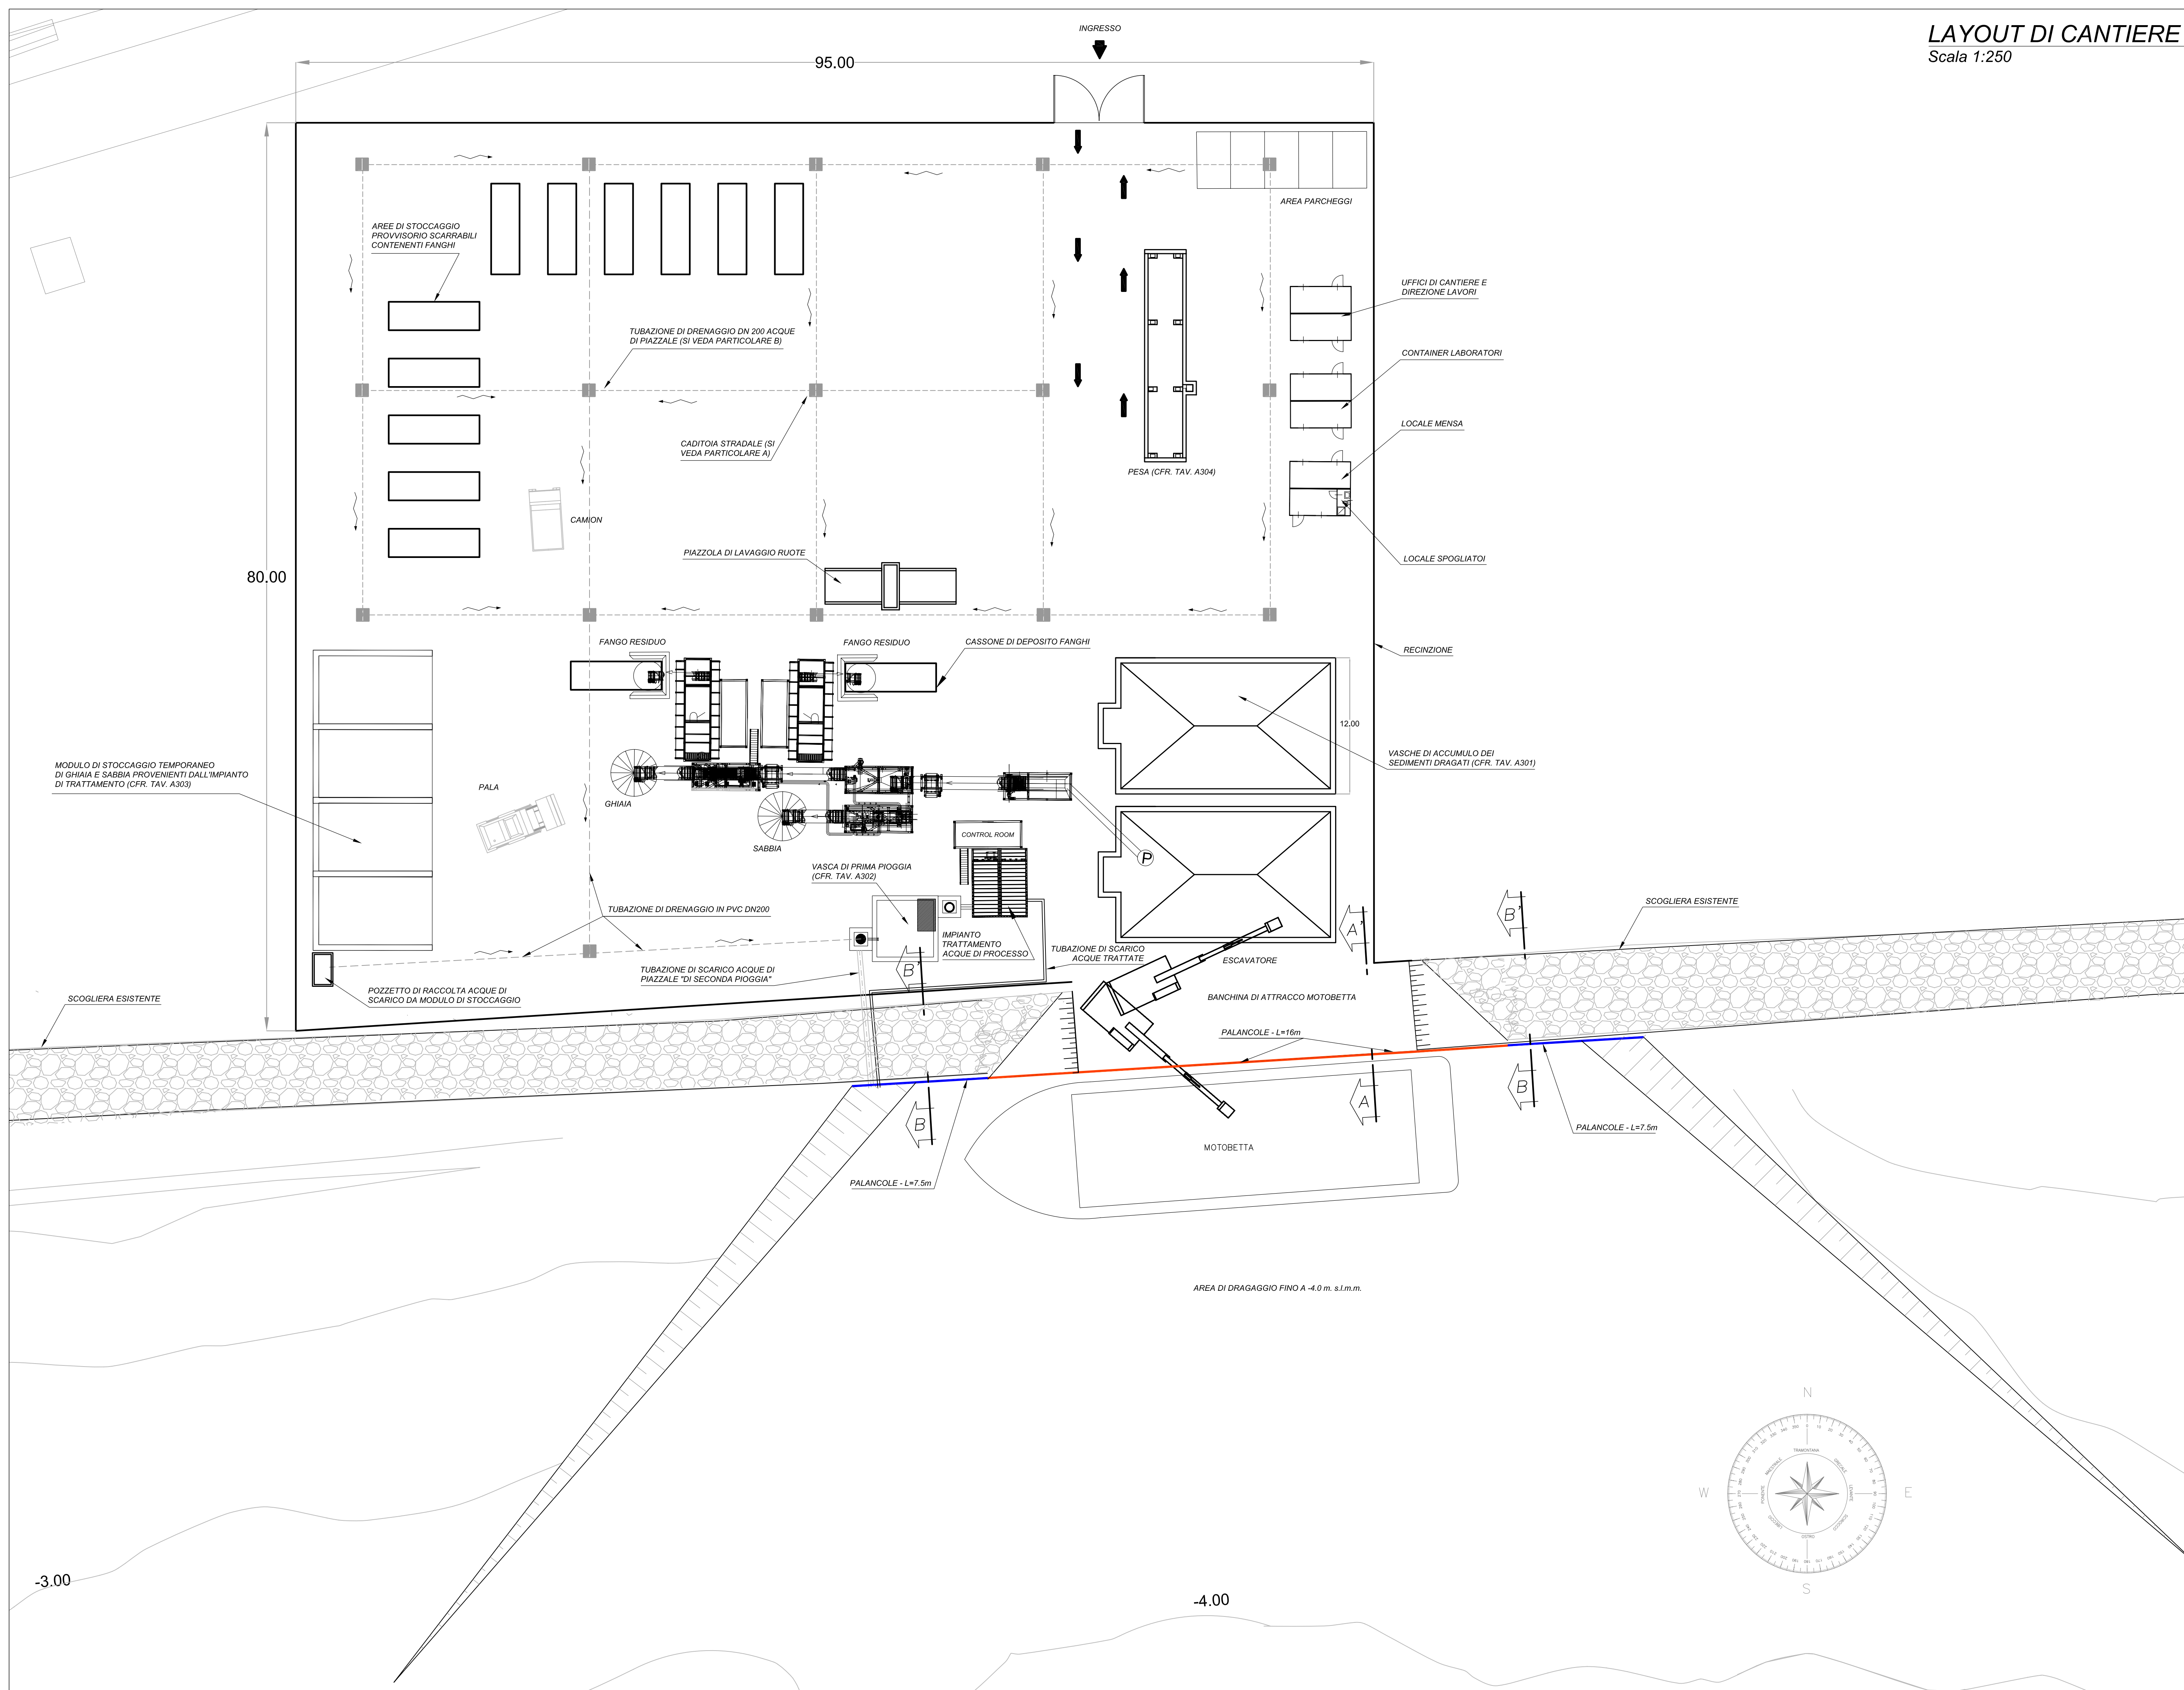 INGRESSO
LAYOUT DI CANTIERE
Scala 1:250
95.00
AREA PARCHEGGI
AREE DI STOCCAGGIO
PROVVISORIO SCARRABILI
CONTENENTI FANGHI
UFFICI DI CANTIERE E
DIREZIONE LAVORI
TUBAZIONE DI DRENAGGIO DN 200 ACQUE
DI PIAZZALE (SI VEDA PARTICOLARE B)
CONTAINER LABORATORI
LOCALE MENSA
CADITOIA STRADALE (SI
VEDA PARTICOLARE A)
PESA (CFR. TAV. A304)
CAMION
PIAZZOLA DI LAVAGGIO RUOTE
LOCALE SPOGLIATOI
80.00
FANGO RESIDUO
FANGO RESIDUO
CASSONE DI DEPOSITO FANGHI
RECINZIONE
12.00
VASCHE DI ACCUMULO DEI
SEDIMENTI DRAGATI (CFR. TAV. A301)
MODULO DI STOCCAGGIO TEMPORANEO
DI GHIAIA E SABBIA PROVENIENTI DALL'IMPIANTO
DI TRATTAMENTO (CFR. TAV. A303)
PALA
GHIAIA
SABBIA
CONTROL ROOM
P
VASCA DI PRIMA PIOGGIA
(CFR. TAV. A302)
TUBAZIONE DI DRENAGGIO IN PVC DN200
IMPIANTO
TRATTAMENTO
ACQUE DI PROCESSO
TUBAZIONE DI SCARICO
ACQUE TRATTATE
ESCAVATORE
A'
B'
SCOGLIERA ESISTENTE
TUBAZIONE DI SCARICO ACQUE DI
PIAZZALE "DI SECONDA PIOGGIA"
B'
POZZETTO DI RACCOLTA ACQUE DI
SCARICO DA MODULO DI STOCCAGGIO
SCOGLIERA ESISTENTE
BANCHINA DI ATTRACCO MOTOBETTA
PALANCOLE - L=16m
B
A
B
PALANCOLE - L=7.5m
MOTOBETTA
PALANCOLE - L=7.5m
AREA DI DRAGAGGIO FINO A -4.0 m. s.l.m.m.
N
W
E
S
TRAMONTANA
GRECALE
LEVANTE
SCIROCCO
OSTRO
LIBECCIO
PONENTE
MAESTRALE
-3.00
-4.00